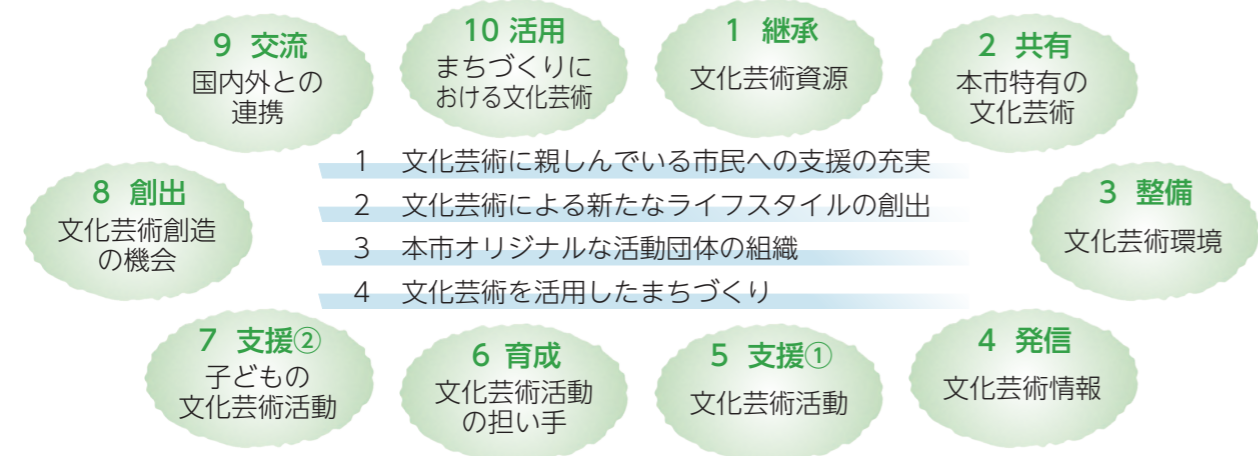 9 交流
国内外との
連携
10 活用
まちづくりに
おける文化芸術
1 継承
文化芸術資源
2 共有
本市特有の
文化芸術
1 文化芸術に親しんでいる市民への支援の充実
2 文化芸術による新たなライフスタイルの創出
3 本市オリジナルな活動団体の組織
4 文化芸術を活用したまちづくり
8 創出
文化芸術創造
の機会
3 整備
文化芸術環境
7 支援②
子どもの
文化芸術活動
6 育成
文化芸術活動
の担い手
5 支援①
文化芸術活動
4 発信
文化芸術情報